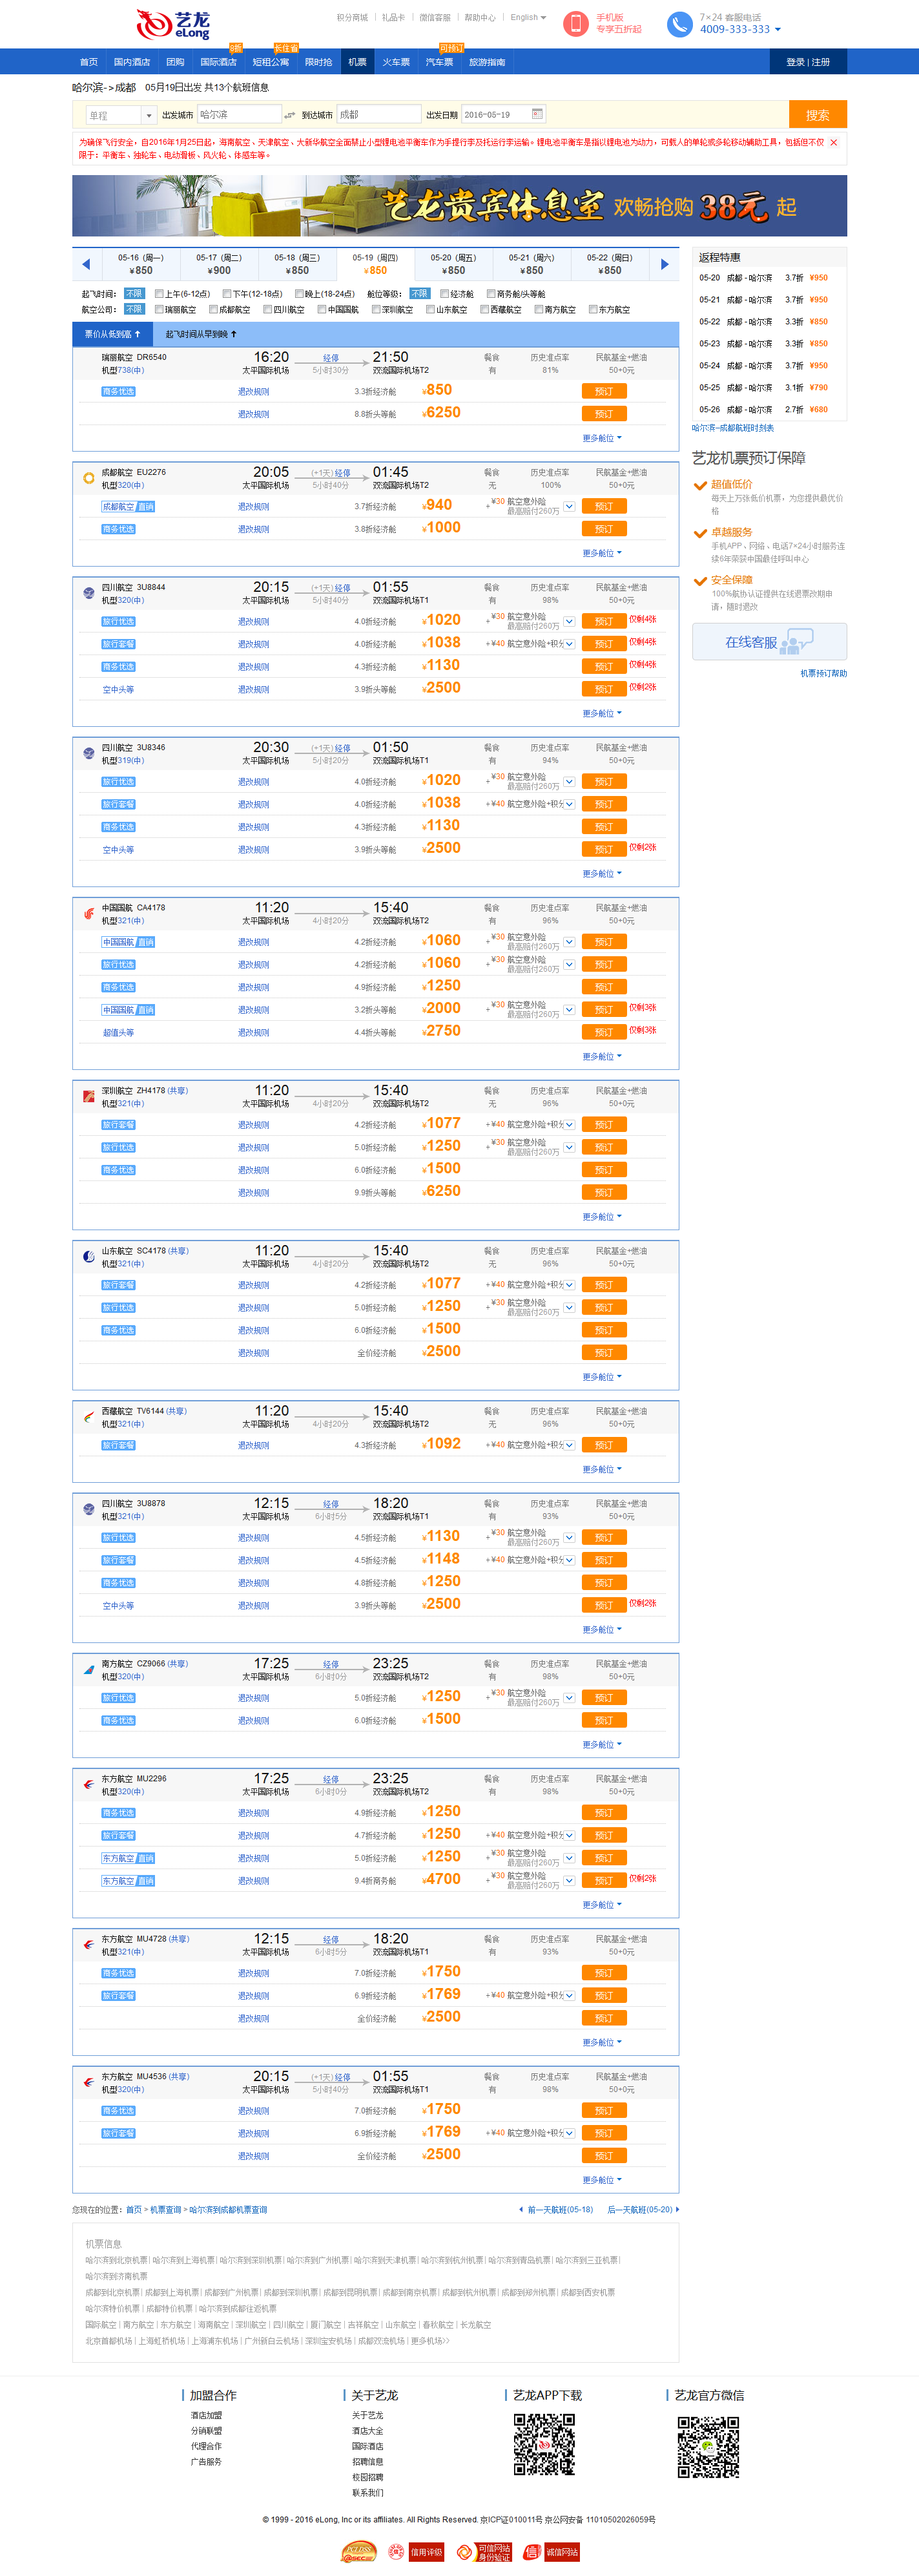 艺龙 eLong
积分商城 | 礼品卡 | 微信客服 | 帮助中心 | English
手机版
专享五折起
7×24 客服电话
4009-333-333
首页 国内酒店 团购 国际酒店 短租公寓 长住省 限时抢 机票 火车票 汽车票 可预订 旅游指南 登录 | 注册
哈尔滨->成都 05月19日出发 共13个航班信息
单程 出发城市 哈尔滨 到达城市 成都 出发日期 2016-05-19 搜索
为确保飞行安全,自2016年1月25日起,海南航空、天津航空、大新华航空全面禁止小型锂电池平衡车作为手提行李及托运行李运输。锂电池平衡车是指以锂电池为动力,可载人的单轮或多轮移动辅助工具,包括但不仅
限于:平衡车、独轮车、电动滑板、风火轮、体感车等。
艺龙贵宾休息室 欢畅抢购 38元 起
05-16 (周一) 05-17 (周二) 05-18 (周三) 05-19 (周四) 05-20 (周五) 05-21 (周六) 05-22 (周日)
¥850 ¥900 ¥850 ¥850 ¥850 ¥850 ¥850
起飞时间: 不限 上午(6-12点) 下午(12-18点) 晚上(18-24点) 舱位等级: 不限 经济舱 商务舱/头等舱
航空公司: 不限 瑞丽航空 成都航空 四川航空 中国国航 深圳航空 山东航空 西藏航空 南方航空 东方航空
票价从低到高 起飞时间从早到晚
瑞丽航空 DR6540 16:20 经停 21:50 餐食 历史准点率 民航基金+燃油
机型738(中) 太平国际机场 5小时30分 双流国际机场T2 有 81% 50+0元
商务优选 退改规则 3.3折经济舱 ¥850 预订
退改规则 8.8折头等舱 ¥6250 预订
更多舱位
成都航空 EU2276 20:05 (+1天) 经停 01:45 餐食 历史准点率 民航基金+燃油
机型320(中) 太平国际机场 5小时40分 双流国际机场T2 无 100% 50+0元
成都航空 直销 退改规则 3.7折经济舱 ¥940 +¥30 航空意外险 最高赔付260万 预订
商务优选 退改规则 3.8折经济舱 ¥1000 预订
更多舱位
四川航空 3U8844 20:15 (+1天) 经停 01:55 餐食 历史准点率 民航基金+燃油
机型320(中) 太平国际机场 5小时40分 双流国际机场T1 有 98% 50+0元
旅行优选 退改规则 4.0折经济舱 ¥1020 +¥30 航空意外险 最高赔付260万 预订 仅剩4张
旅行套餐 退改规则 4.0折经济舱 ¥1038 +¥40 航空意外险+积分 预订 仅剩4张
商务优选 退改规则 4.3折经济舱 ¥1130 预订 仅剩4张
空中头等 退改规则 3.9折头等舱 ¥2500 预订 仅剩2张
更多舱位
四川航空 3U8346 20:30 (+1天) 经停 01:50 餐食 历史准点率 民航基金+燃油
机型319(中) 太平国际机场 5小时20分 双流国际机场T1 有 94% 50+0元
旅行优选 退改规则 4.0折经济舱 ¥1020 +¥30 航空意外险 最高赔付260万 预订
旅行套餐 退改规则 4.0折经济舱 ¥1038 +¥40 航空意外险+积分 预订
商务优选 退改规则 4.3折经济舱 ¥1130 预订
空中头等 退改规则 3.9折头等舱 ¥2500 预订 仅剩2张
更多舱位
中国国航 CA4178 11:20 15:40 餐食 历史准点率 民航基金+燃油
机型321(中) 太平国际机场 4小时20分 双流国际机场T2 有 96% 50+0元
中国国航 直销 退改规则 4.2折经济舱 ¥1060 +¥30 航空意外险 最高赔付260万 预订
旅行优选 退改规则 4.2折经济舱 ¥1060 +¥30 航空意外险 最高赔付260万 预订
商务优选 退改规则 4.9折经济舱 ¥1250 预订
中国国航 直销 退改规则 3.2折头等舱 ¥2000 +¥30 航空意外险 最高赔付260万 预订 仅剩3张
超值头等 退改规则 4.4折头等舱 ¥2750 预订 仅剩3张
更多舱位
深圳航空 ZH4178 (共享) 11:20 15:40 餐食 历史准点率 民航基金+燃油
机型321(中) 太平国际机场 4小时20分 双流国际机场T2 无 96% 50+0元
旅行套餐 退改规则 4.2折经济舱 ¥1077 +¥40 航空意外险+积分 预订
旅行优选 退改规则 5.0折经济舱 ¥1250 +¥30 航空意外险 最高赔付260万 预订
商务优选 退改规则 6.0折经济舱 ¥1500 预订
退改规则 9.9折头等舱 ¥6250 预订
更多舱位
山东航空 SC4178 (共享) 11:20 15:40 餐食 历史准点率 民航基金+燃油
机型321(中) 太平国际机场 4小时20分 双流国际机场T2 无 96% 50+0元
旅行套餐 退改规则 4.2折经济舱 ¥1077 +¥40 航空意外险+积分 预订
旅行优选 退改规则 5.0折经济舱 ¥1250 +¥30 航空意外险 最高赔付260万 预订
商务优选 退改规则 6.0折经济舱 ¥1500 预订
退改规则 全价经济舱 ¥2500 预订
更多舱位
西藏航空 TV6144 (共享) 11:20 15:40 餐食 历史准点率 民航基金+燃油
机型321(中) 太平国际机场 4小时20分 双流国际机场T2 无 96% 50+0元
旅行套餐 退改规则 4.3折经济舱 ¥1092 +¥40 航空意外险+积分 预订
更多舱位
四川航空 3U8878 12:15 经停 18:20 餐食 历史准点率 民航基金+燃油
机型321(中) 太平国际机场 6小时5分 双流国际机场T1 有 93% 50+0元
旅行优选 退改规则 4.5折经济舱 ¥1130 +¥30 航空意外险 最高赔付260万 预订
旅行套餐 退改规则 4.5折经济舱 ¥1148 +¥40 航空意外险+积分 预订
商务优选 退改规则 4.8折经济舱 ¥1250 预订
空中头等 退改规则 3.9折头等舱 ¥2500 预订 仅剩2张
更多舱位
南方航空 CZ9066 (共享) 17:25 经停 23:25 餐食 历史准点率 民航基金+燃油
机型320(中) 太平国际机场 6小时0分 双流国际机场T2 有 98% 50+0元
旅行优选 退改规则 5.0折经济舱 ¥1250 +¥30 航空意外险 最高赔付260万 预订
商务优选 退改规则 6.0折经济舱 ¥1500 预订
更多舱位
东方航空 MU2296 17:25 经停 23:25 餐食 历史准点率 民航基金+燃油
机型320(中) 太平国际机场 6小时0分 双流国际机场T2 有 98% 50+0元
商务优选 退改规则 4.9折经济舱 ¥1250 预订
旅行套餐 退改规则 4.7折经济舱 ¥1250 +¥40 航空意外险+积分 预订
东方航空 直销 退改规则 5.0折经济舱 ¥1250 +¥30 航空意外险 最高赔付260万 预订
东方航空 直销 退改规则 9.4折商务舱 ¥4700 +¥30 航空意外险 最高赔付260万 预订 仅剩2张
更多舱位
东方航空 MU4728 (共享) 12:15 经停 18:20 餐食 历史准点率 民航基金+燃油
机型321(中) 太平国际机场 6小时5分 双流国际机场T1 有 93% 50+0元
商务优选 退改规则 7.0折经济舱 ¥1750 预订
旅行套餐 退改规则 6.9折经济舱 ¥1769 +¥40 航空意外险+积分 预订
退改规则 全价经济舱 ¥2500 预订
更多舱位
东方航空 MU4536 (共享) 20:15 (+1天) 经停 01:55 餐食 历史准点率 民航基金+燃油
机型320(中) 太平国际机场 5小时40分 双流国际机场T1 有 98% 50+0元
商务优选 退改规则 7.0折经济舱 ¥1750 预订
旅行套餐 退改规则 6.9折经济舱 ¥1769 +¥40 航空意外险+积分 预订
退改规则 全价经济舱 ¥2500 预订
更多舱位
返程特惠
05-20 成都 - 哈尔滨 3.7折 ¥950
05-21 成都 - 哈尔滨 3.7折 ¥950
05-22 成都 - 哈尔滨 3.3折 ¥850
05-23 成都 - 哈尔滨 3.3折 ¥850
05-24 成都 - 哈尔滨 3.7折 ¥950
05-25 成都 - 哈尔滨 3.1折 ¥790
05-26 成都 - 哈尔滨 2.7折 ¥680
哈尔滨-成都航班时刻表
艺龙机票预订保障
超值低价
每天上万张低价机票,为您提供最优价
格
卓越服务
手机APP、网络、电话7×24小时服务连
续6年荣获中国最佳呼叫中心
安全保障
100%航协认证提供在线退票改期申
请,随时退改
在线客服
机票预订帮助
您现在的位置: 首页 > 机票查询 > 哈尔滨到成都机票查询 前一天航班(05-18) 后一天航班(05-20)
机票信息
哈尔滨到北京机票| 哈尔滨到上海机票| 哈尔滨到深圳机票| 哈尔滨到广州机票| 哈尔滨到天津机票| 哈尔滨到杭州机票| 哈尔滨到青岛机票| 哈尔滨到三亚机票|
哈尔滨到济南机票
成都到北京机票| 成都到上海机票| 成都到广州机票| 成都到深圳机票| 成都到昆明机票| 成都到南京机票| 成都到杭州机票| 成都到郑州机票| 成都到西安机票
哈尔滨特价机票 | 成都特价机票 | 哈尔滨到成都往返机票
国际航空 | 南方航空 | 东方航空 | 海南航空 | 深圳航空 | 四川航空 | 厦门航空 | 吉祥航空 | 山东航空 | 春秋航空 | 长龙航空
北京首都机场 | 上海虹桥机场 | 上海浦东机场 | 广州新白云机场 | 深圳宝安机场 | 成都双流机场 | 更多机场>>
加盟合作 关于艺龙 艺龙APP下载 艺龙官方微信
酒店加盟 关于艺龙
分销联盟 酒店大全
代理合作 国际酒店
广告服务 招聘信息
校园招聘
联系我们
© 1999 - 2016 eLong, Inc or its affiliates. All Rights Reserved. 京ICP证010011号 京公网安备 11010502026059号
信用评级 可信网站 身份验证 诚信网站